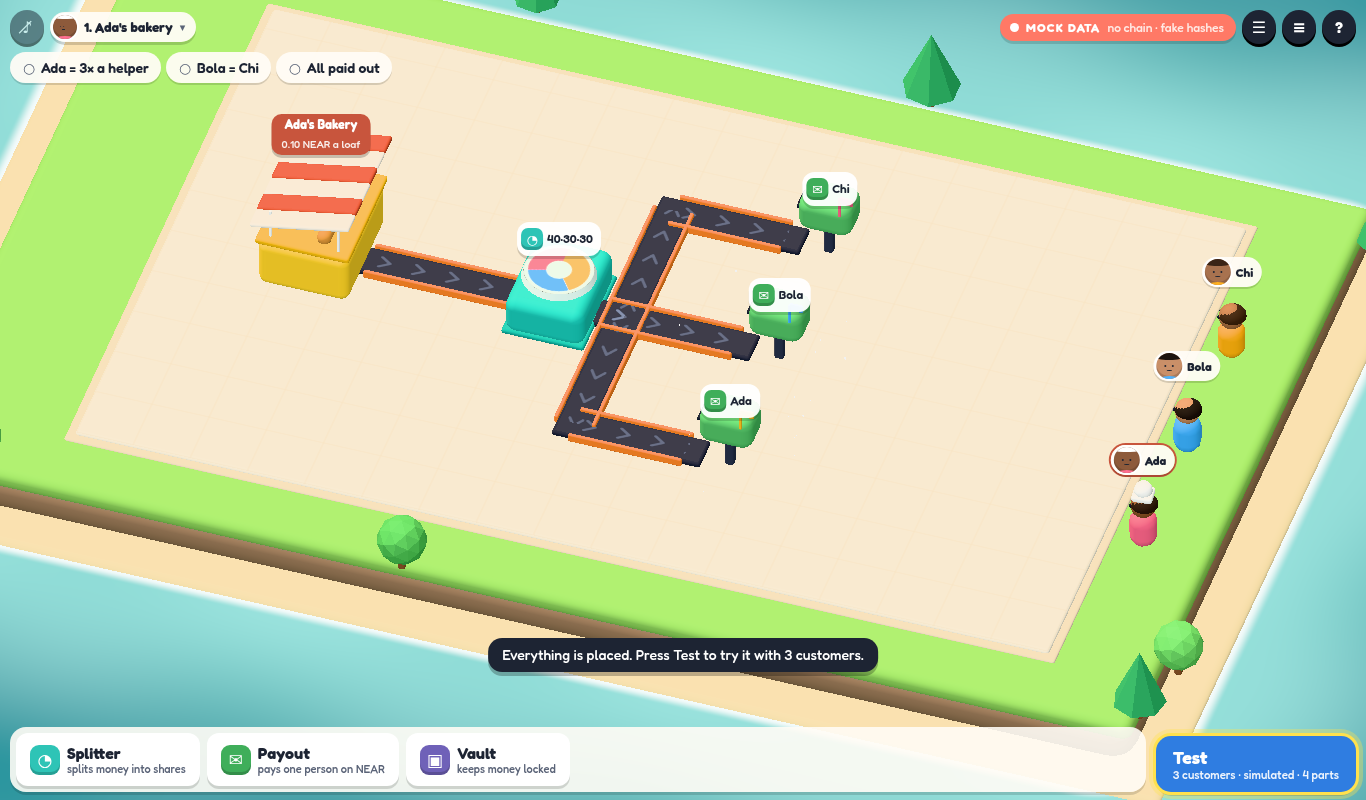 1. Ada's bakery ▾
MOCK DATA no chain · fake hashes
?
Ada = 3x a helper
Bola = Chi
All paid out
Ada's Bakery
0.10 NEAR a loaf
Chi
40-30-30
Chi
Bola
Bola
Ada
Ada
Everything is placed. Press Test to try it with 3 customers.
Splitter
splits money into shares
Payout
pays one person on NEAR
Vault
keeps money locked
Test
3 customers · simulated · 4 parts